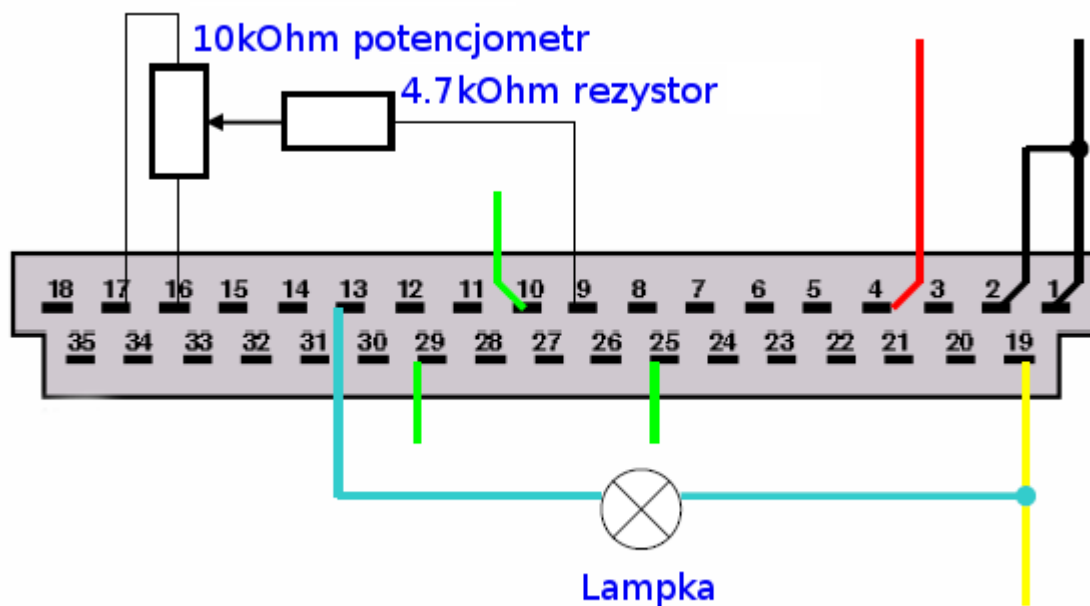 10kOhm potencjometr
4.7kOhm rezystor
18 17 16 15 14 13 12 11 10 9 8 7 6 5 4 3 2 1
35 34 33 32 31 30 29 28 27 26 25 24 23 22 21 20 19
Lampka